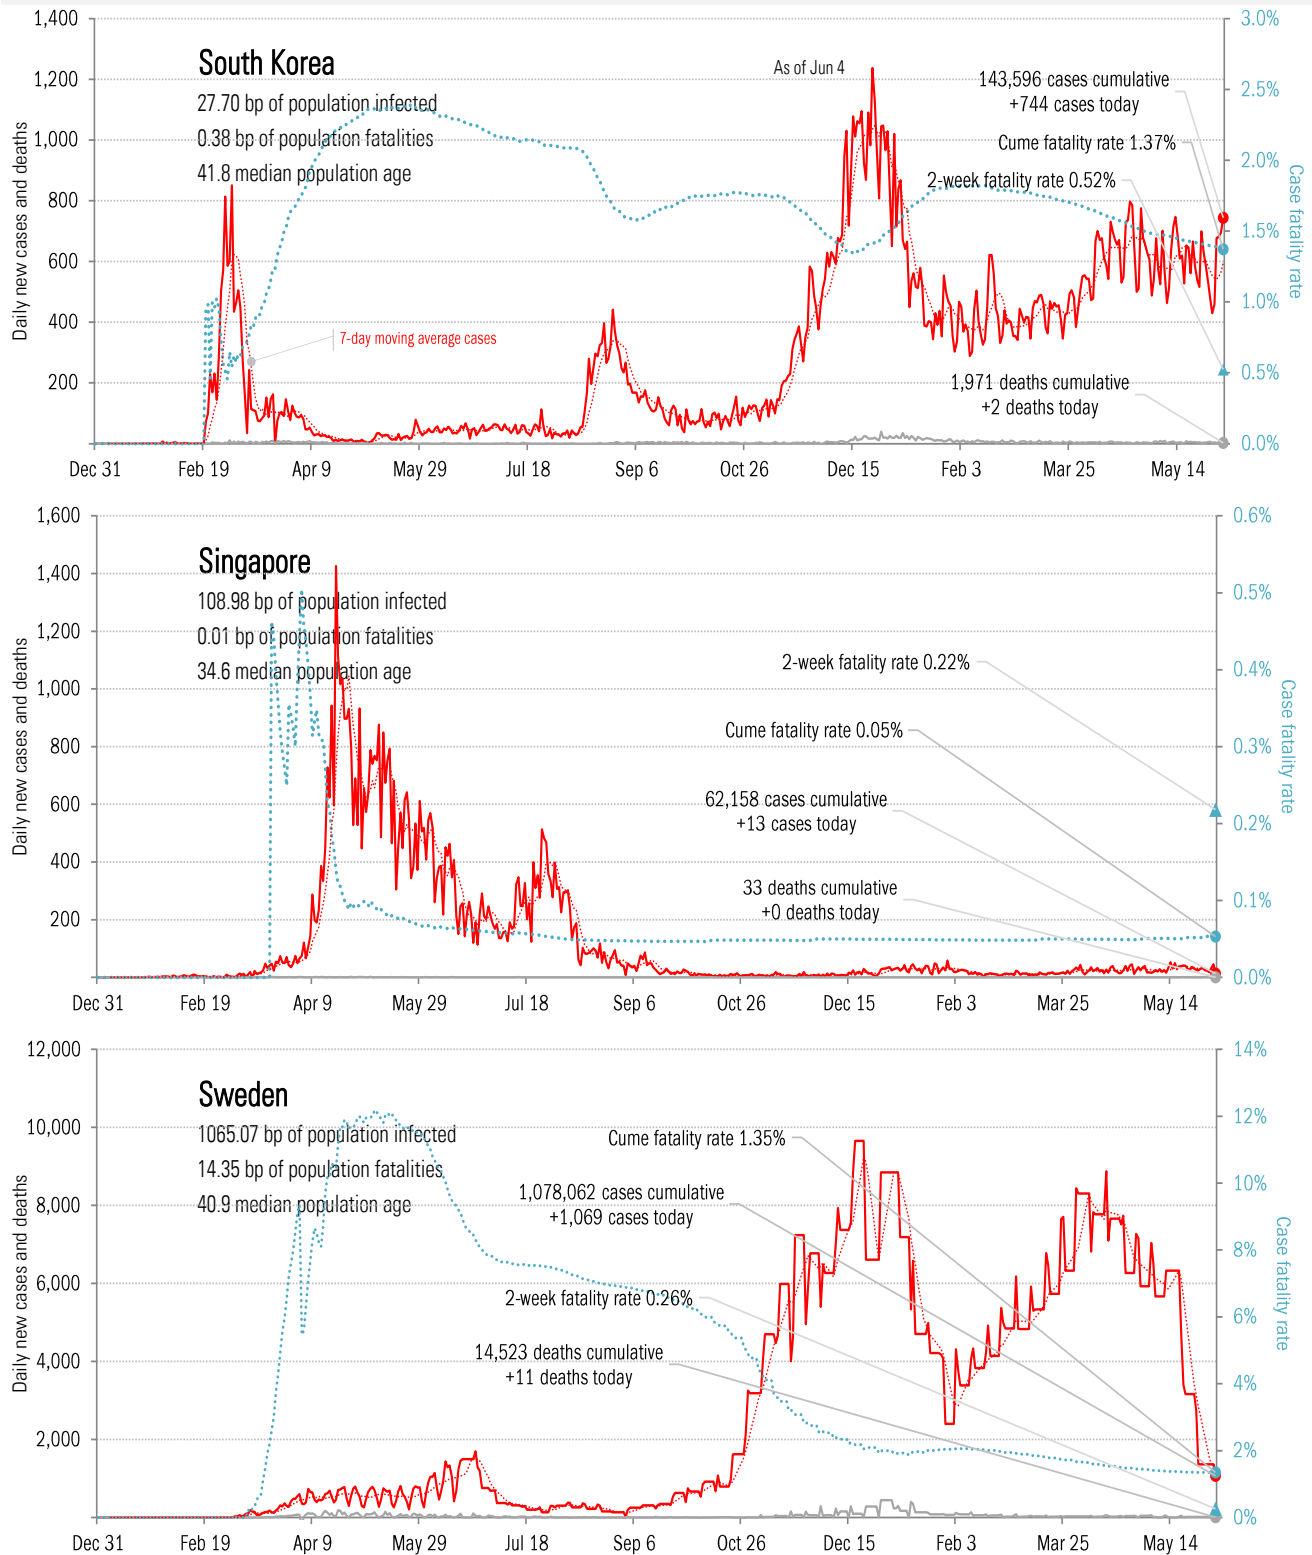 1,400
1,200
1,000
800
600
400
200
3.0%
2.5%
2.0%
1.5%
1.0%
0.5%
0.0%
Daily new cases and deaths
Case fatality rate
South Korea
27.70 bp of population infected
0.38 bp of population fatalities
41.8 median population age
As of Jun 4
143,596 cases cumulative
+744 cases today
Cume fatality rate 1.37%
2-week fatality rate 0.52%
7-day moving average cases
1,971 deaths cumulative
+2 deaths today
Dec 31 Feb 19 Apr 9 May 29 Jul 18 Sep 6 Oct 26 Dec 15 Feb 3 Mar 25 May 14
1,600
1,400
1,200
1,000
800
600
400
200
0.6%
0.5%
0.4%
0.3%
0.2%
0.1%
0.0%
Daily new cases and deaths
Case fatality rate
Singapore
108.98 bp of population infected
0.01 bp of population fatalities
34.6 median population age
2-week fatality rate 0.22%
Cume fatality rate 0.05%
62,158 cases cumulative
+13 cases today
33 deaths cumulative
+0 deaths today
Dec 31 Feb 19 Apr 9 May 29 Jul 18 Sep 6 Oct 26 Dec 15 Feb 3 Mar 25 May 14
12,000
10,000
8,000
6,000
4,000
2,000
14%
12%
10%
8%
6%
4%
2%
0%
Daily new cases and deaths
Case fatality rate
Sweden
1065.07 bp of population infected
14.35 bp of population fatalities
40.9 median population age
Cume fatality rate 1.35%
1,078,062 cases cumulative
+1,069 cases today
2-week fatality rate 0.26%
14,523 deaths cumulative
+11 deaths today
Dec 31 Feb 19 Apr 9 May 29 Jul 18 Sep 6 Oct 26 Dec 15 Feb 3 Mar 25 May 14